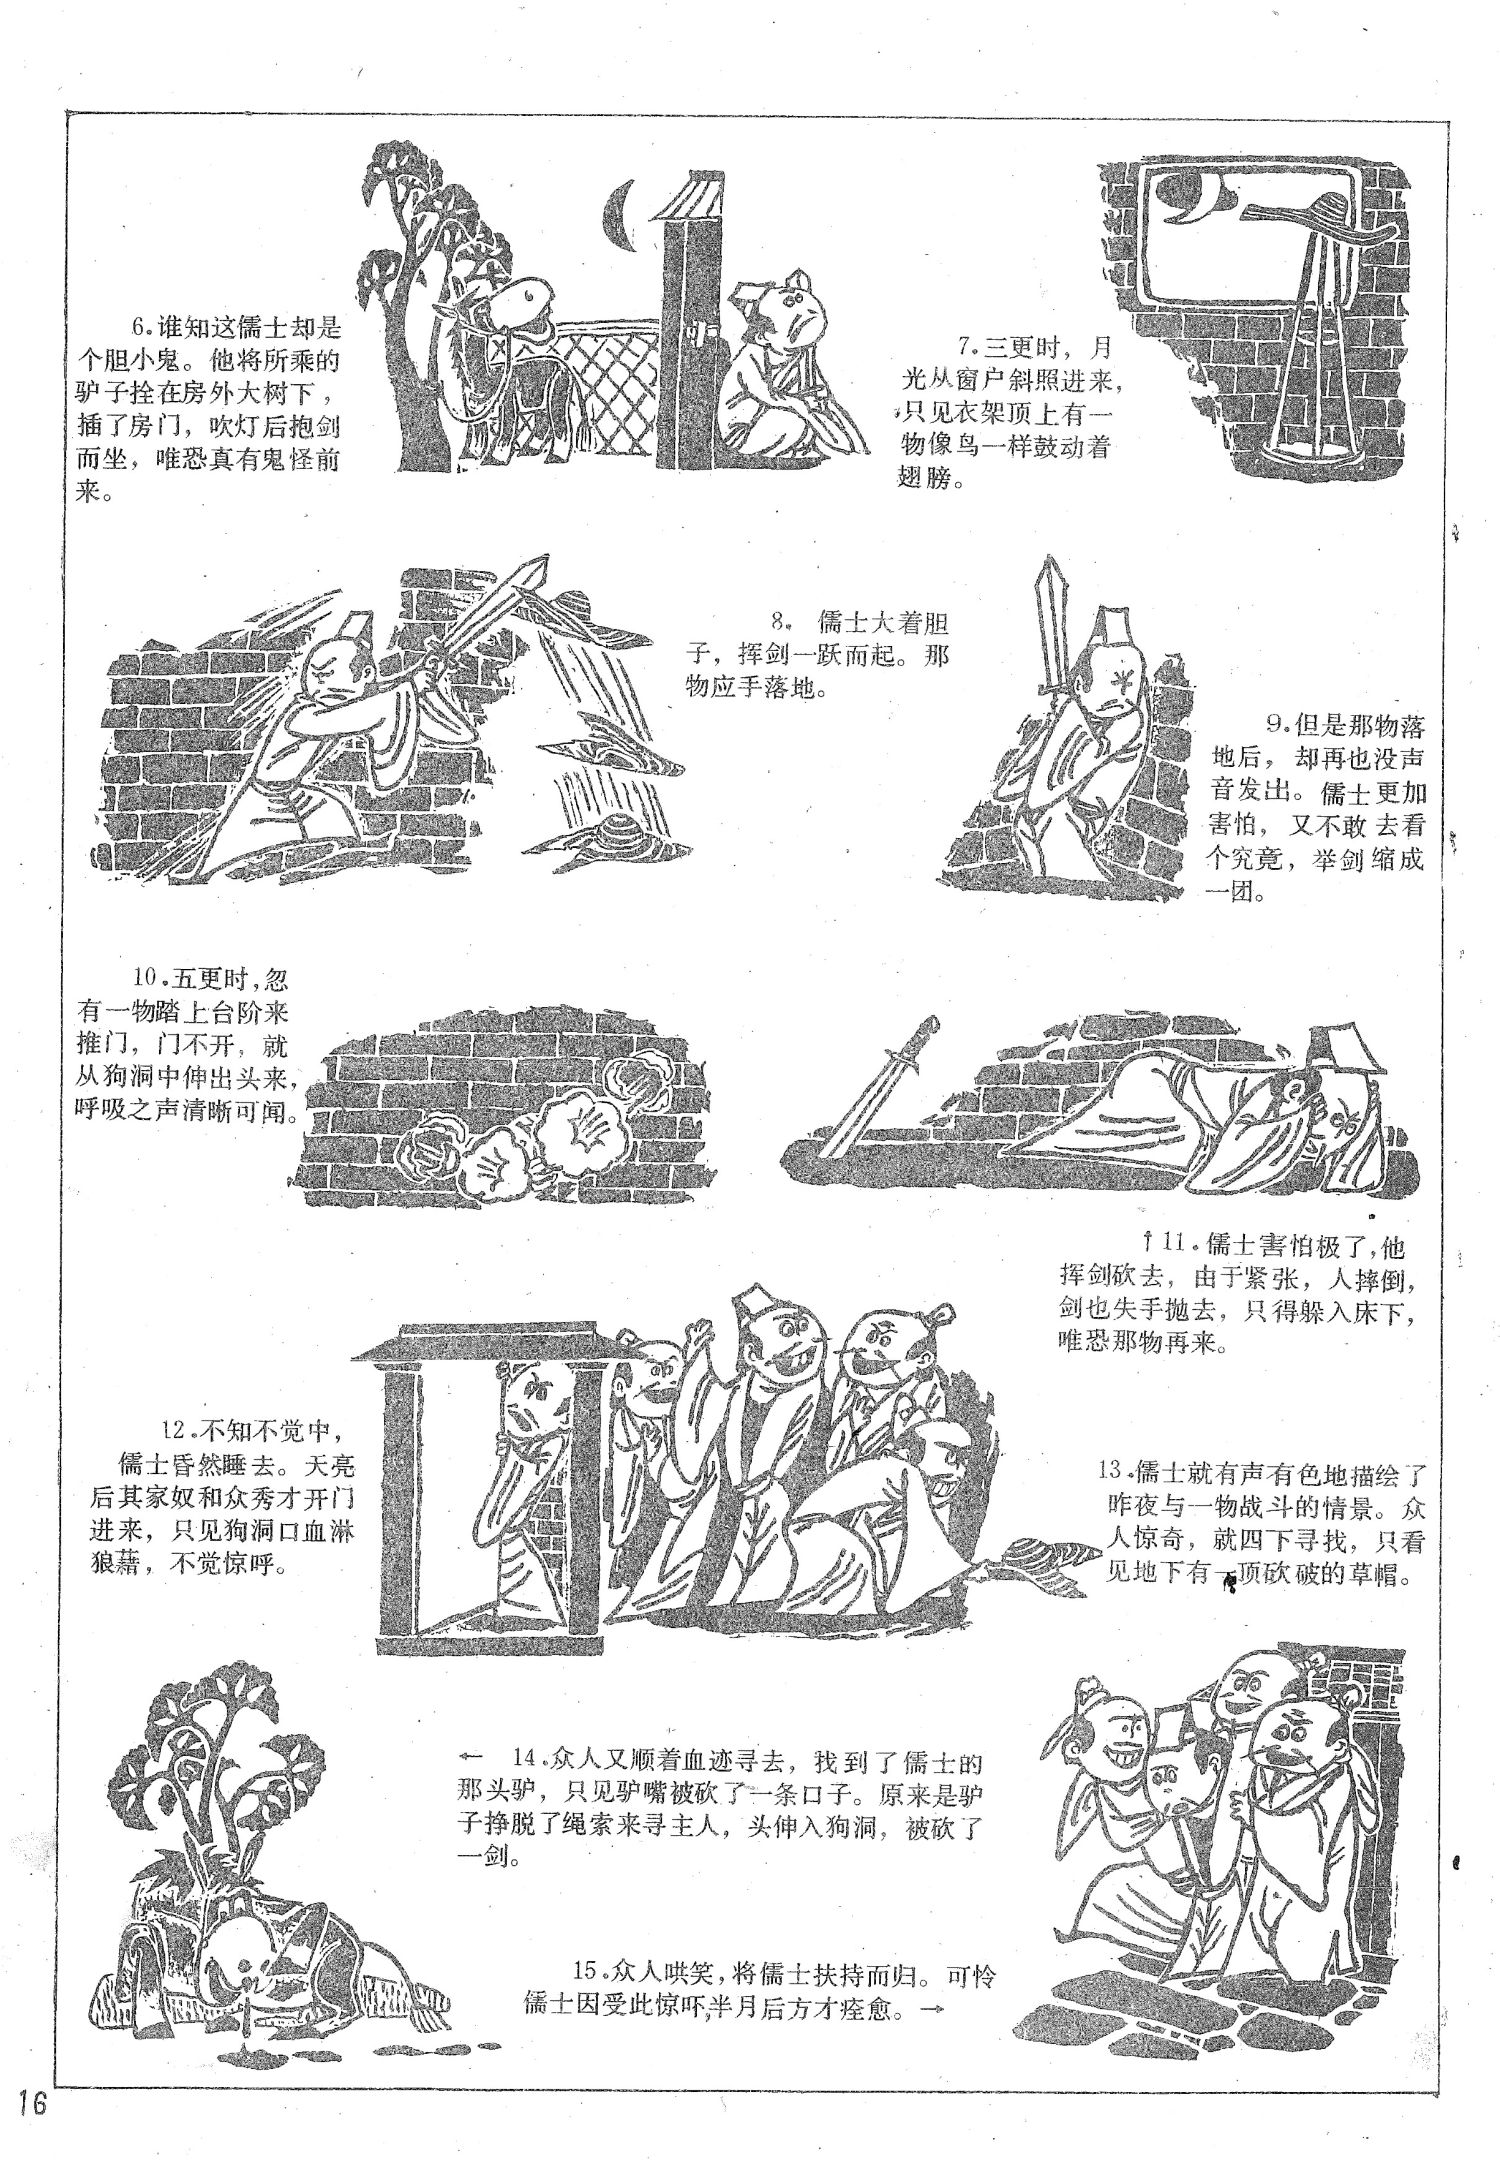 6.谁知这儒士却是
个胆小鬼。他将所乘的
驴子拴在房外大树下，
插了房门，吹灯后抱剑
而坐，唯恐真有鬼怪前
来。
7.三更时，月
光从窗户斜照进来，
只见衣架顶上有一
物像鸟一样鼓动着
翅膀。
8.儒士大着胆
子，挥剑一跃而起。那
物应手落地。
9.但是那物落
地后，却再也没声
音发出。儒士更加
害怕，又不敢去看
个究竟，举剑缩成
一团。
10.五更时，忽
有一物踏上台阶来
推门，门不开，就
从狗洞中伸出头来，
呼吸之声清晰可闻。
↑11.儒士害怕极了，他
挥剑砍去，由于紧张，人摔倒，
剑也失手抛去，只得躲入床下，
唯恐那物再来。
12.不知不觉中，
儒士昏然睡去。天亮
后其家奴和众秀才开门
进来，只见狗洞口血淋
狼藉，不觉惊呼。
13.儒士就有声有色地描绘了
昨夜与一物战斗的情景。众
人惊奇，就四下寻找，只看
见地下有一顶砍破的草帽。
← 14.众人又顺着血迹寻去，找到了儒士的
那头驴，只见驴嘴被砍了一条口子。原来是驴
子挣脱了绳索来寻主人，头伸入狗洞，被砍了
一剑。
15.众人哄笑，将儒士扶持而归。可怜
儒士因受此惊吓，半月后方才痊愈。→
16